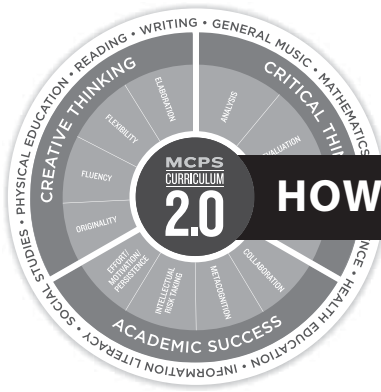 WRITING • GENERAL MUSIC • MATHEMATICS
HEALTH EDUCATION • INFORMATION LITERACY • SOCIAL STUDIES • PHYSICAL EDUCATION • READING •
CREATIVE THINKING
CRITICAL
ACADEMIC SUCCESS
ELABORATION
FLEXIBILITY
FLUENCY
ORIGINALITY
ANALYSIS
COLLABORATION
METACOGNITION
INTELLECTUAL
RISK TAKING
EFFORT/
MOTIVATION/
PERSISTENCE
MCPS
CURRICULUM
2.0
HOW